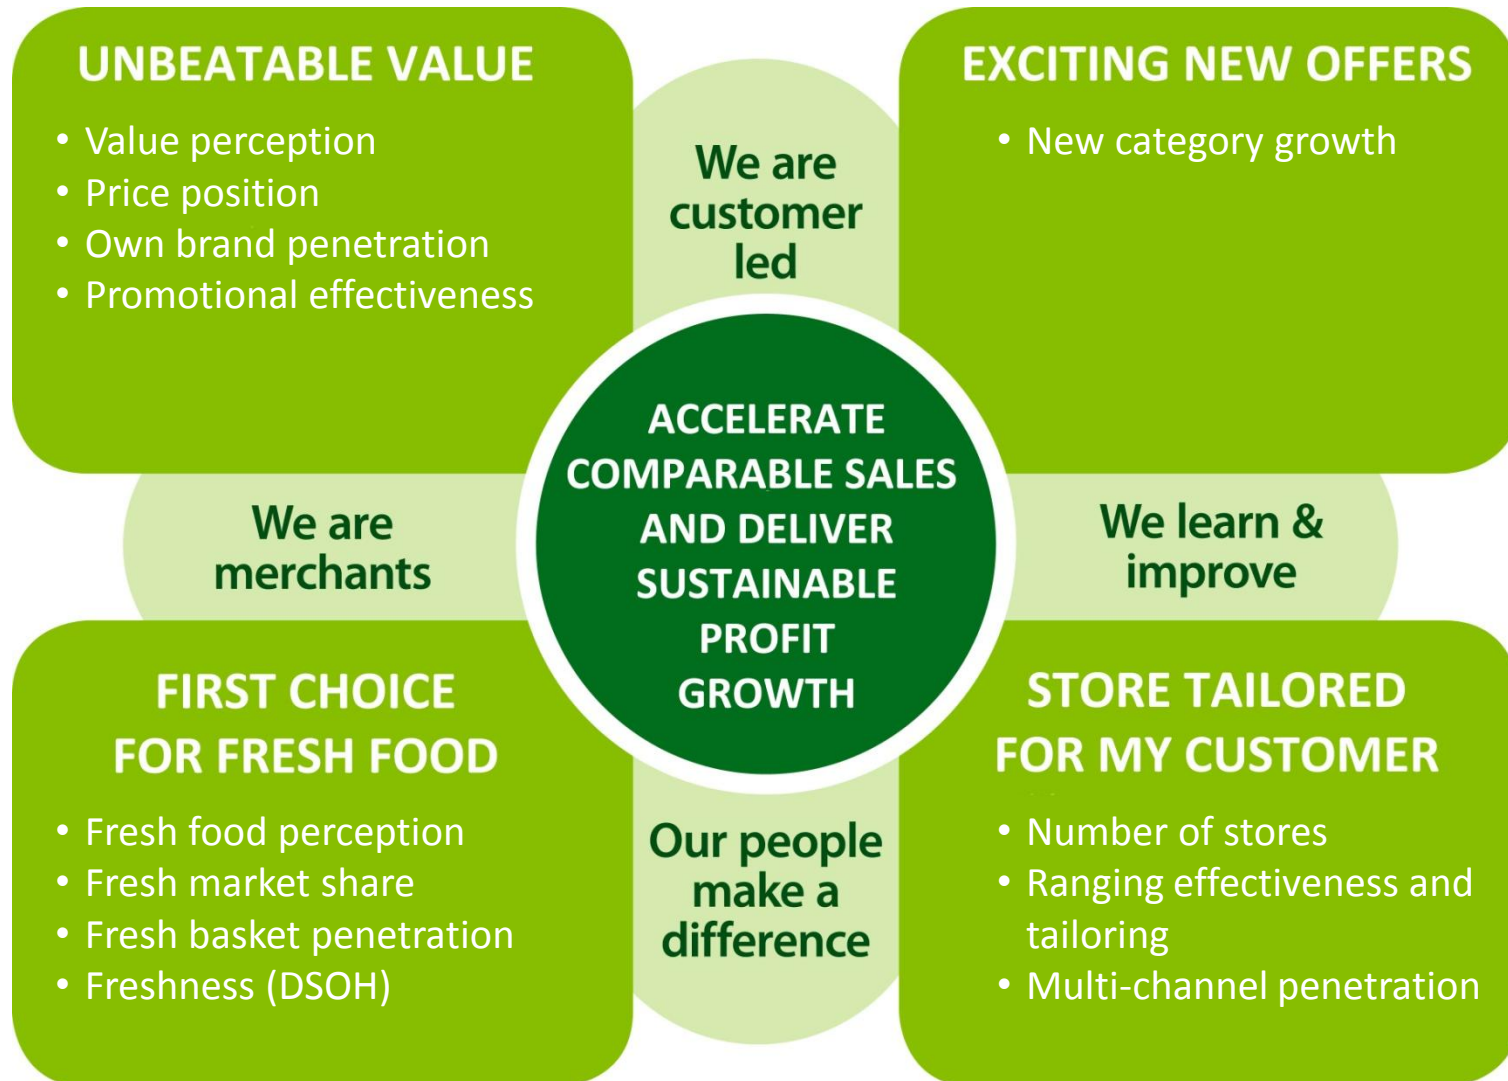 UNBEATABLE VALUE
• Value perception
• Price position
• Own brand penetration
• Promotional effectiveness
We are
customer
led
EXCITING NEW OFFERS
• New category growth
We are
merchants
ACCELERATE
COMPARABLE SALES
AND DELIVER
SUSTAINABLE
PROFIT
GROWTH
We learn &
improve
FIRST CHOICE
FOR FRESH FOOD
• Fresh food perception
• Fresh market share
• Fresh basket penetration
• Freshness (DSOH)
Our people
make a
difference
STORE TAILORED
FOR MY CUSTOMER
• Number of stores
• Ranging effectiveness and
tailoring
• Multi-channel penetration